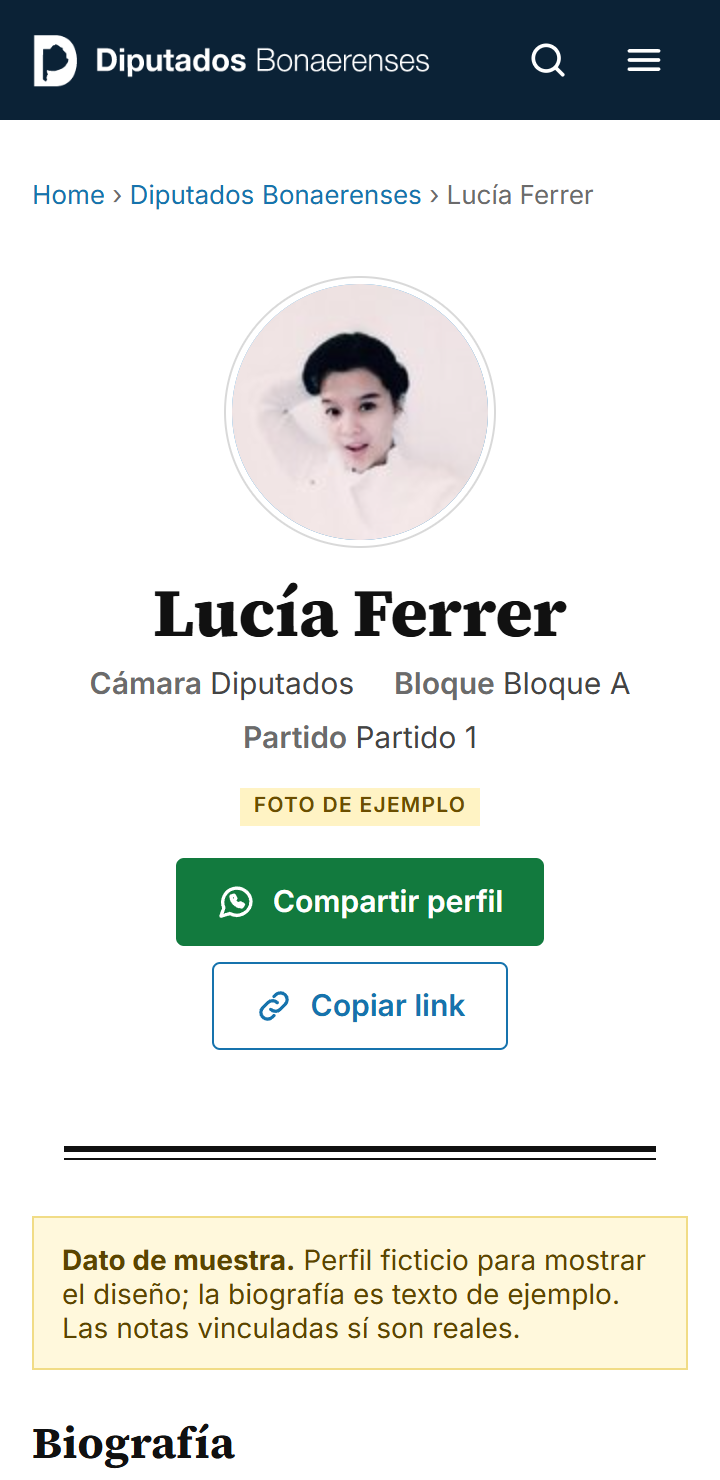 Diputados Bonaerenses
Home › Diputados Bonaerenses › Lucía Ferrer
Lucía Ferrer
Cámara Diputados Bloque Bloque A
Partido Partido 1
FOTO DE EJEMPLO
Compartir perfil
Copiar link
Dato de muestra. Perfil ficticio para mostrar
el diseño; la biografía es texto de ejemplo.
Las notas vinculadas sí son reales.
Biografía